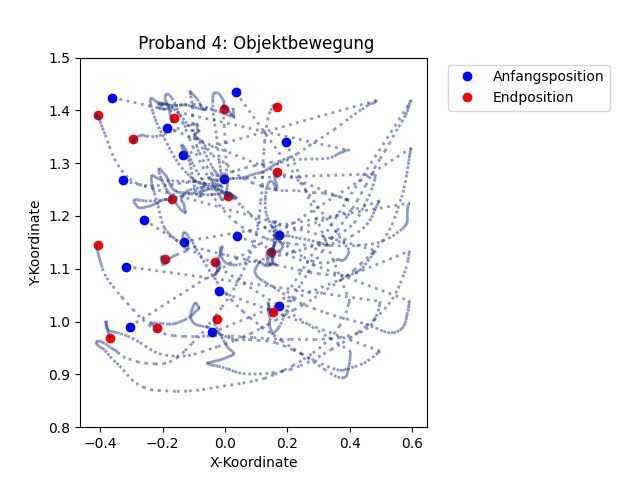 Proband 4: Objektbewegung
Anfangsposition
Endposition
Y-Koordinate
1.5
1.4
1.3
1.2
1.1
1.0
0.9
0.8
−0.4 −0.2 0.0 0.2 0.4 0.6
X-Koordinate